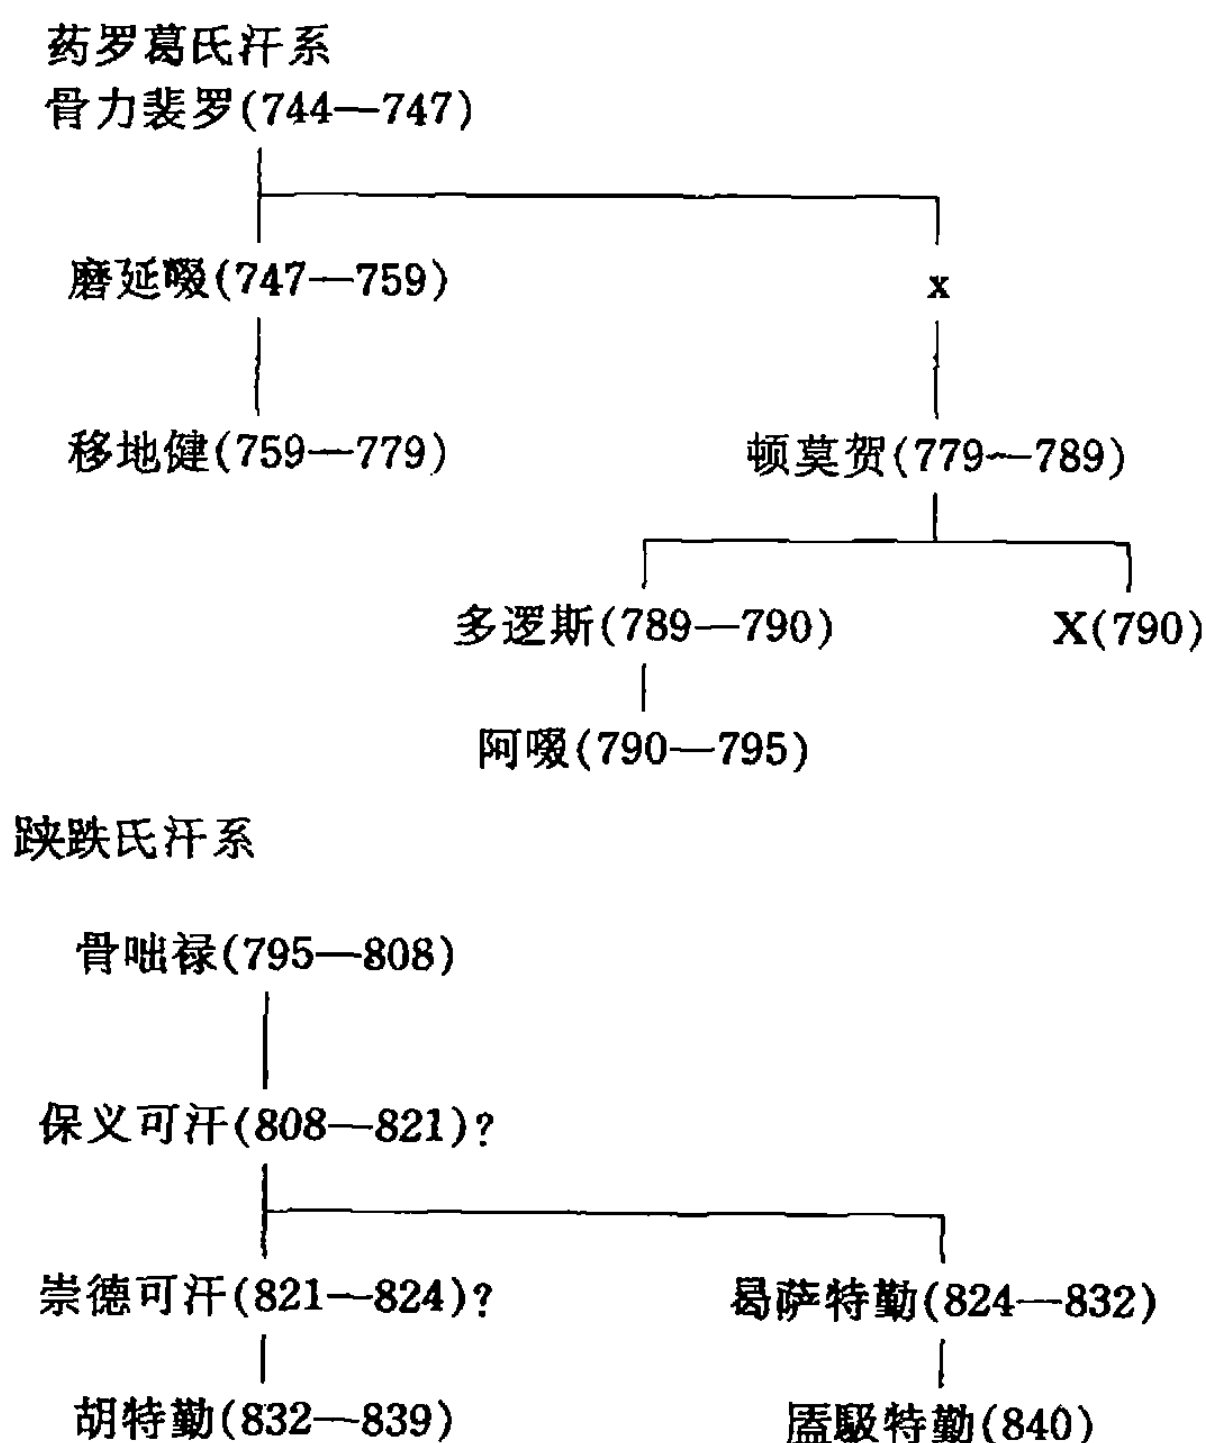 药罗葛氏汗系
骨力裴罗(744—747)
磨延啜(747—759)
x
移地健(759—779)
顿莫贺(779—789)
多逻斯(789—790)
X(790)
阿啜(790—795)
跌跌氏汗系
骨咄禄(795—808)
保义可汗(808—821)?
崇德可汗(821—824)?
曷萨特勤(824—832)
胡特勤(832—839)
特勤(840)